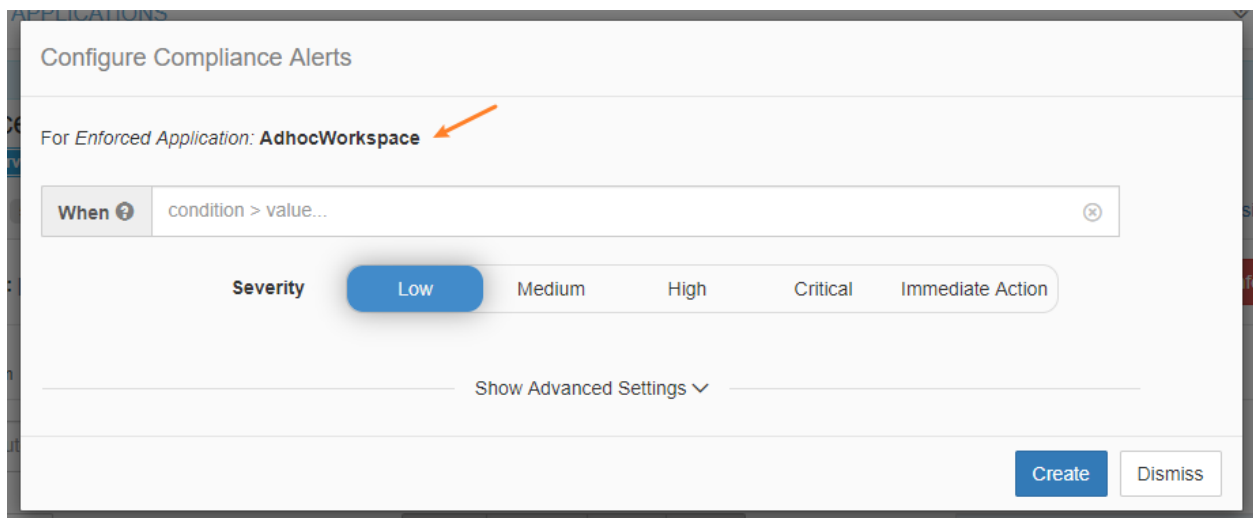 APPLICATIONS
Configure Compliance Alerts
For Enforced Application: AdhocWorkspace
When condition > value...
Severity Low Medium High Critical Immediate Action
Show Advanced Settings
Create Dismiss